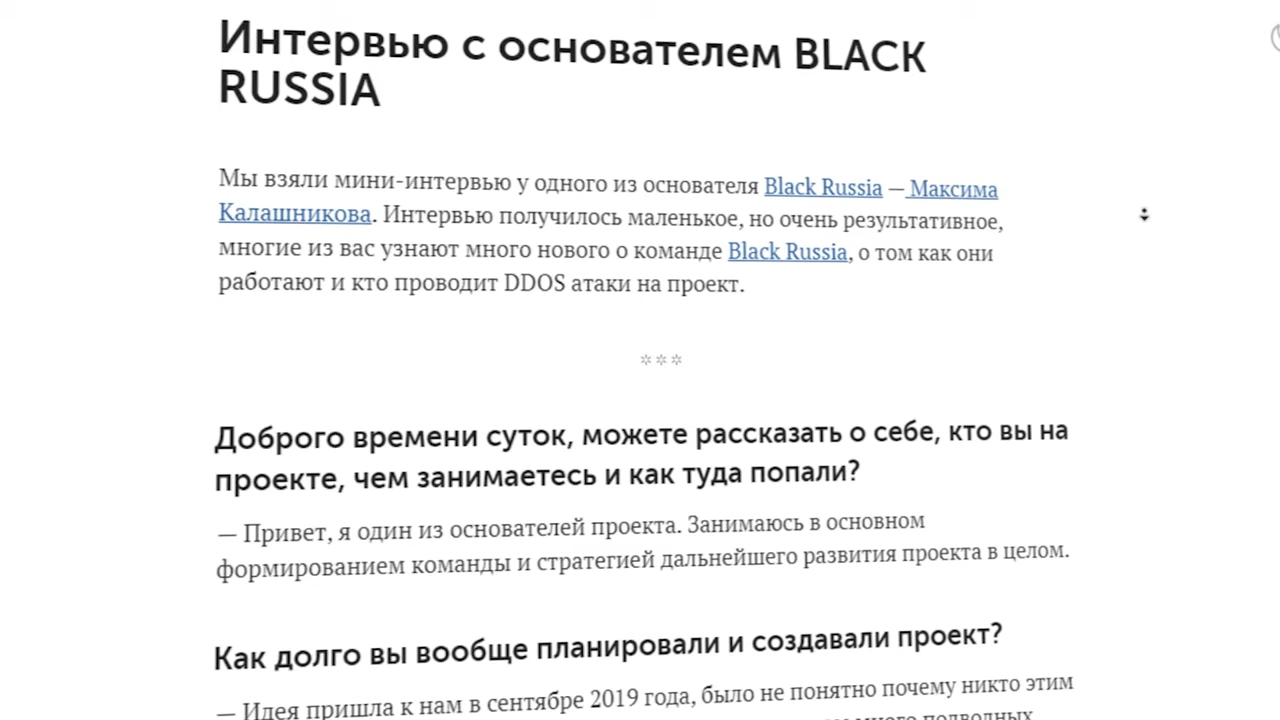 Интервью с основателем BLACK
RUSSIA
Мы взяли мини-интервью у одного из основателя Black Russia — Максима
Калашникова. Интервью получилось маленькое, но очень результативное,
многие из вас узнают много нового о команде Black Russia, о том как они
работают и кто проводит DDOS атаки на проект.
***
Доброго времени суток, можете рассказать о себе, кто вы на
проекте, чем занимаетесь и как туда попали?
— Привет, я один из основателей проекта. Занимаюсь в основном
формированием команды и стратегией дальнейшего развития проекта в целом.
Как долго вы вообще планировали и создавали проект?
— Идея пришла к нам в сентябре 2019 года, было не понятно почему никто этим
много подводных